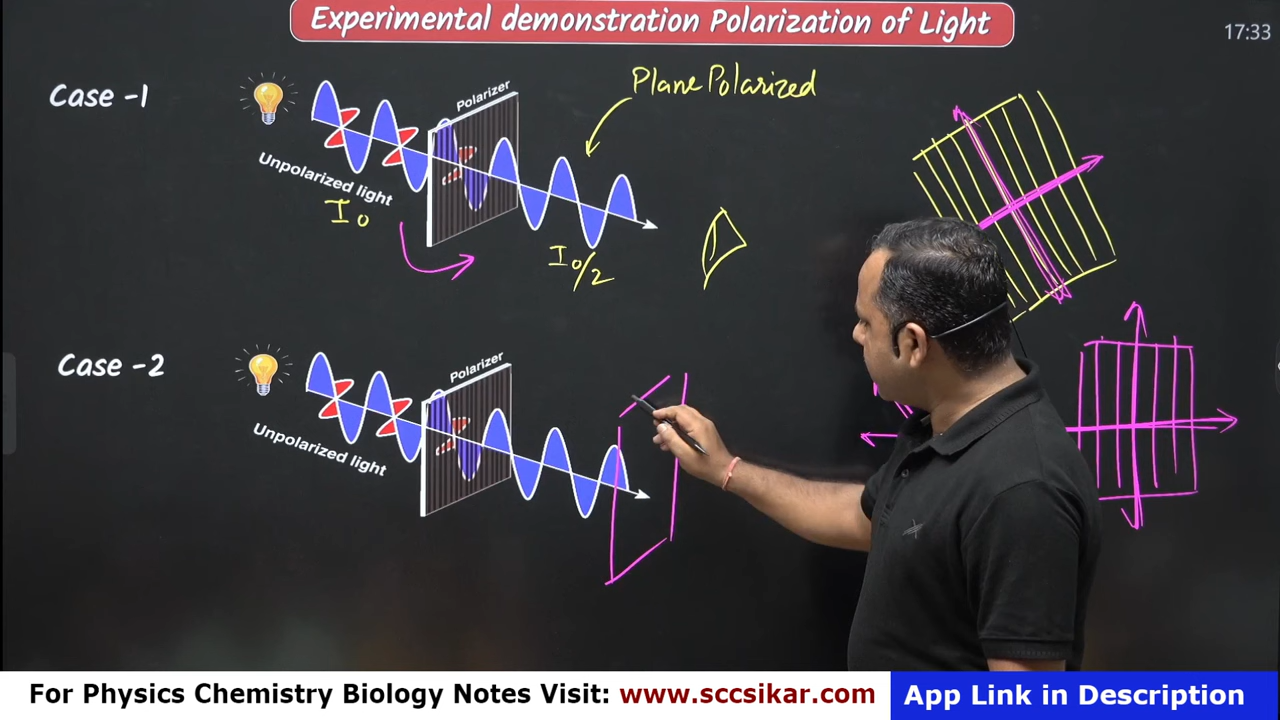 Experimental demonstration Polarization of Light
17:33
Case -1
Polarizer
Plane Polarized
Unpolarized light
I₀
I₀/2
Case -2
Polarizer
Unpolarized light
For Physics Chemistry Biology Notes Visit: www.sccsikar.com
App Link in Description